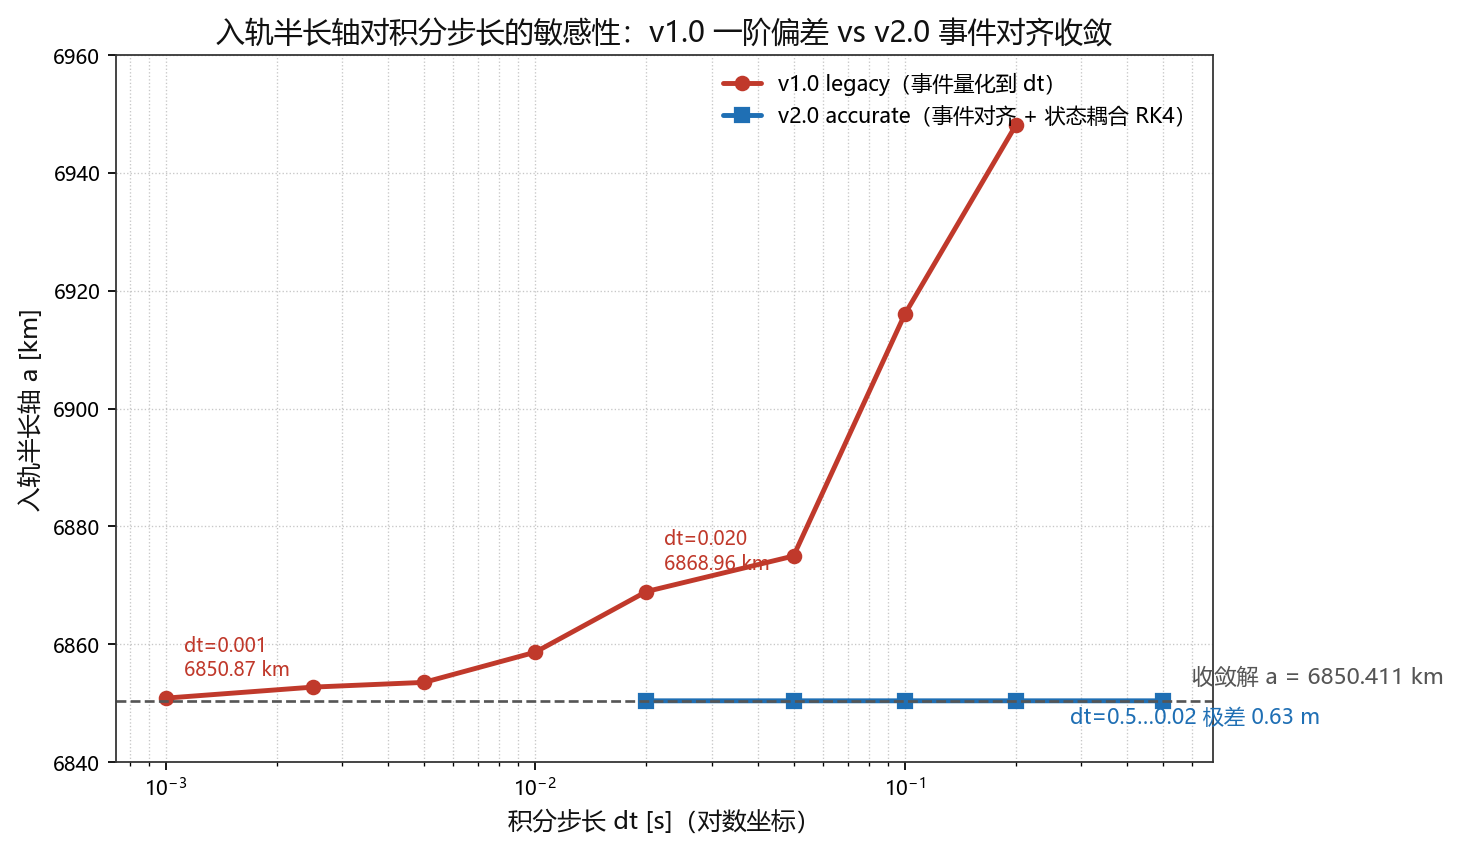 入轨半长轴对积分步长的敏感性：v1.0 一阶偏差 vs v2.0 事件对齐收敛
v1.0 legacy（事件量化到 dt）
v2.0 accurate（事件对齐 + 状态耦合 RK4）
入轨半长轴 a [km]
6960
6940
6920
6900
6880
6860
6840
dt=0.020
6868.96 km
dt=0.001
6850.87 km
收敛解 a = 6850.411 km
dt=0.5...0.02 极差 0.63 m
10⁻³
10⁻²
10⁻¹
积分步长 dt [s]（对数坐标）